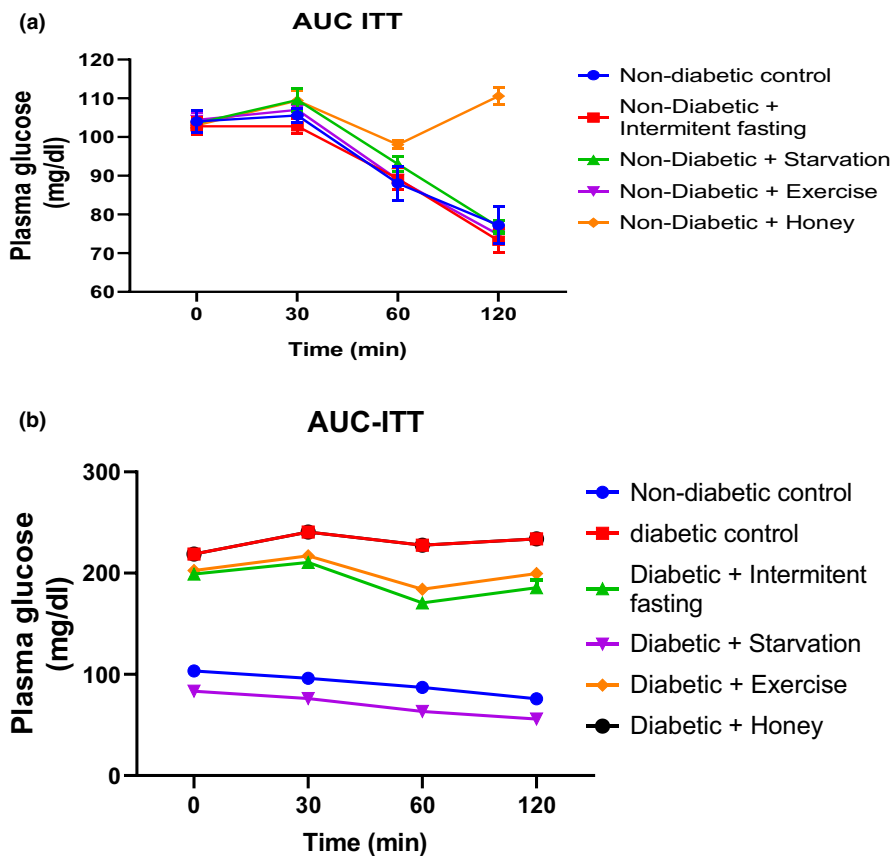 (a)
AUC ITT
Plasma glucose
(mg/dl)
120
110
100
90
80
70
60
0
30
60
120
Time (min)
Non-diabetic control
Non-Diabetic +
Intermitent fasting
Non-Diabetic + Starvation
Non-Diabetic + Exercise
Non-Diabetic + Honey
(b)
AUC-ITT
Plasma glucose
(mg/dl)
300
200
100
0
0
30
60
120
Time (min)
Non-diabetic control
diabetic control
Diabetic + Intermitent
fasting
Diabetic + Starvation
Diabetic + Exercise
Diabetic + Honey